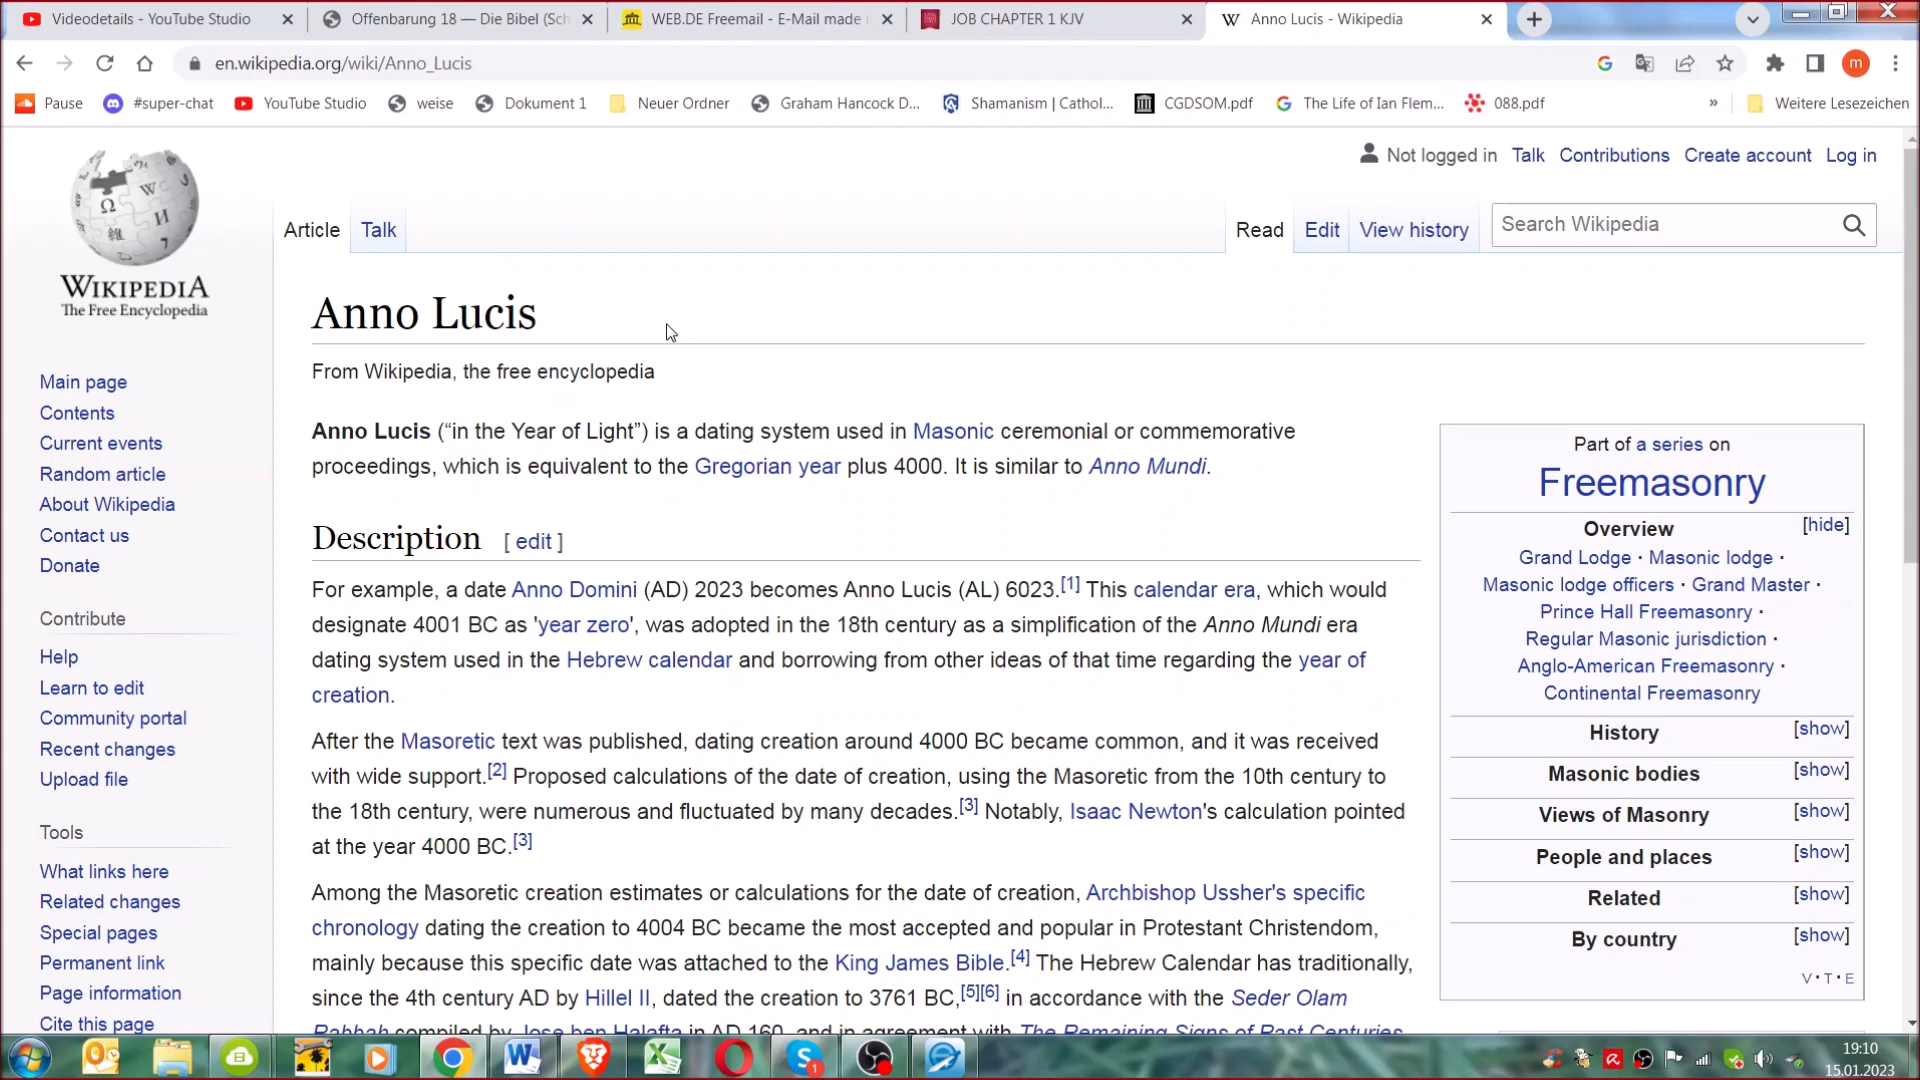 Videodetails - YouTube Studio
Offenbarung 18 — Die Bibel (Sch
WEB.DE Freemail - E-Mail made i
JOB CHAPTER 1 KJV
Anno Lucis - Wikipedia
en.wikipedia.org/wiki/Anno_Lucis
m
Pause
#super-chat
YouTube Studio
weise
Dokument 1
Neuer Ordner
Graham Hancock D...
Shamanism | Cathol...
CGDSOM.pdf
The Life of Ian Flem...
088.pdf
»
Weitere Lesezeichen
Not logged in Talk Contributions Create account Log in
WIKIPEDIA
The Free Encyclopedia
Article Talk
Read Edit View history
Search Wikipedia
Anno Lucis
From Wikipedia, the free encyclopedia
Main page
Contents
Current events
Random article
About Wikipedia
Contact us
Donate
Contribute
Help
Learn to edit
Community portal
Recent changes
Upload file
Tools
What links here
Related changes
Special pages
Permanent link
Page information
Cite this page
Anno Lucis (“in the Year of Light”) is a dating system used in Masonic ceremonial or commemorative
proceedings, which is equivalent to the Gregorian year plus 4000. It is similar to Anno Mundi.
Description [ edit ]
For example, a date Anno Domini (AD) 2023 becomes Anno Lucis (AL) 6023.[1] This calendar era, which would
designate 4001 BC as 'year zero', was adopted in the 18th century as a simplification of the Anno Mundi era
dating system used in the Hebrew calendar and borrowing from other ideas of that time regarding the year of
creation.
After the Masoretic text was published, dating creation around 4000 BC became common, and it was received
with wide support.[2] Proposed calculations of the date of creation, using the Masoretic from the 10th century to
the 18th century, were numerous and fluctuated by many decades.[3] Notably, Isaac Newton's calculation pointed
at the year 4000 BC.[3]
Among the Masoretic creation estimates or calculations for the date of creation, Archbishop Ussher's specific
chronology dating the creation to 4004 BC became the most accepted and popular in Protestant Christendom,
mainly because this specific date was attached to the King James Bible.[4] The Hebrew Calendar has traditionally,
since the 4th century AD by Hillel II, dated the creation to 3761 BC,[5][6] in accordance with the Seder Olam
Rabbah compiled by Jose ben Halafta in AD 160, and in agreement with The Remaining Signs of Past Centuries
Part of a series on
Freemasonry
Overview [hide]
Grand Lodge · Masonic lodge ·
Masonic lodge officers · Grand Master ·
Prince Hall Freemasonry ·
Regular Masonic jurisdiction ·
Anglo-American Freemasonry ·
Continental Freemasonry
History [show]
Masonic bodies [show]
Views of Masonry [show]
People and places [show]
Related [show]
By country [show]
V · T · E
1
19:10
15.01.2023